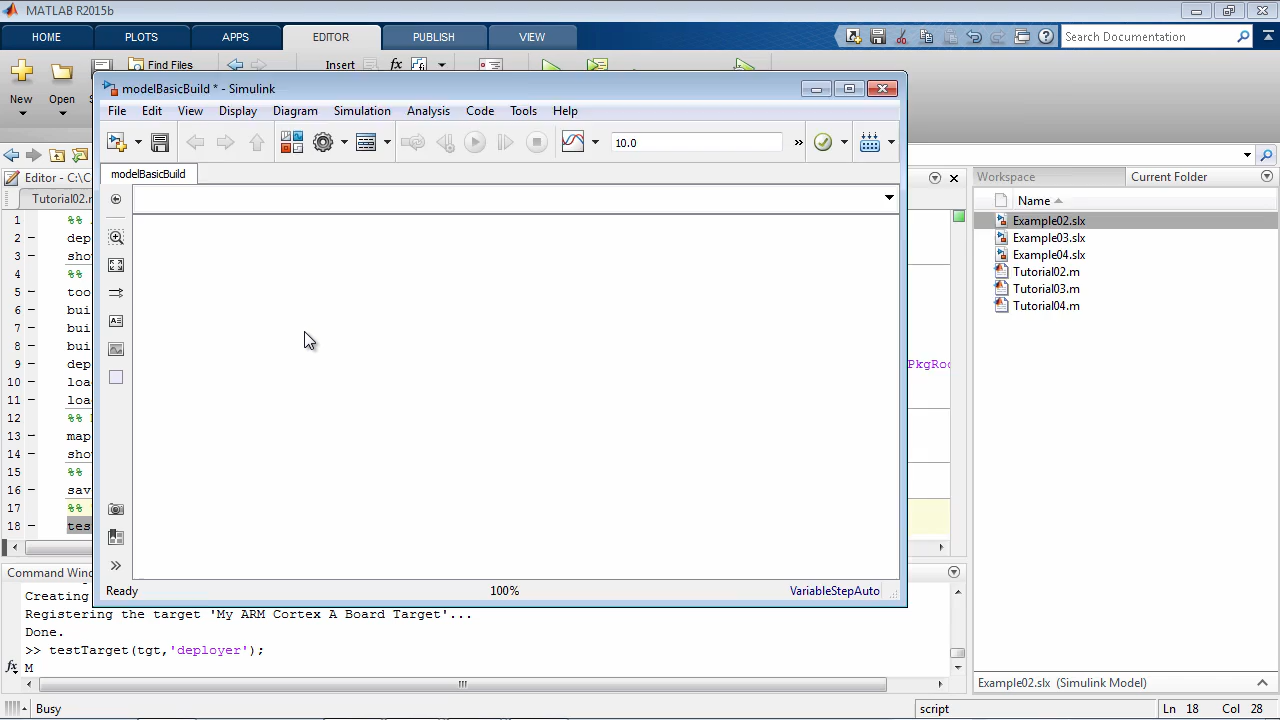 MATLAB R2015b
HOME PLOTS APPS EDITOR PUBLISH VIEW
Search Documentation
New Open
Find Files
Insert fx
modelBasicBuild * - Simulink
File Edit View Display Diagram Simulation Analysis Code Tools Help
10.0 »
modelBasicBuild
Editor - C:\C
Tutorial02.m
1 %%
2 dep
3 sho
4 %%
5 too
6 bui
7 bui
8 bui
9 dep PkgRoo
10 loa
11 loa
12 %%
13 map
14 sho
15 %%
16 sav
17 %%
18 tes
Ready 100% VariableStepAuto
Workspace Current Folder
Name
Example02.slx
Example03.slx
Example04.slx
Tutorial02.m
Tutorial03.m
Tutorial04.m
Example02.slx (Simulink Model)
Command Wind
Creating
Registering the target 'My ARM Cortex A Board Target'...
Done.
>> testTarget(tgt,'deployer');
fx M
Busy script Ln 18 Col 28